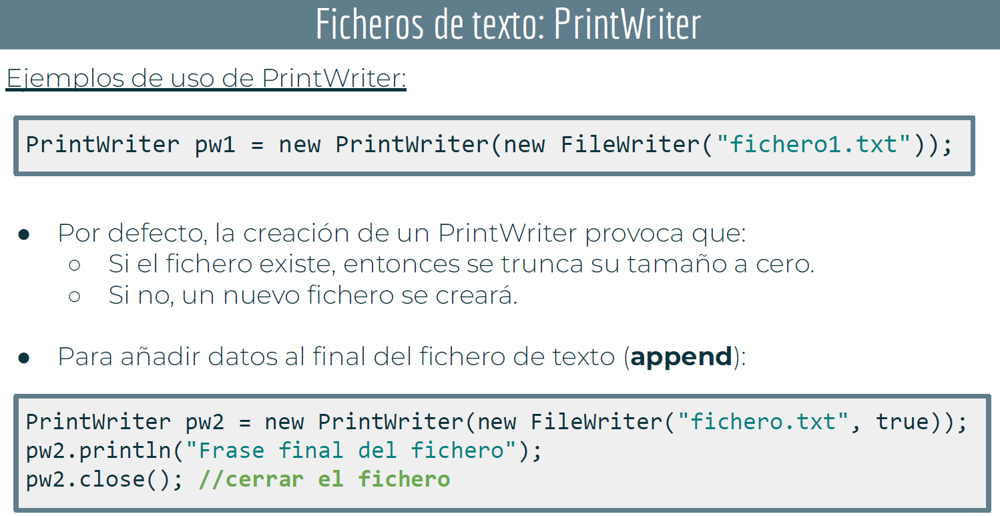 Ficheros de texto: PrintWriter
Ejemplos de uso de PrintWriter:
PrintWriter pw1 = new PrintWriter(new FileWriter("fichero1.txt"));
● Por defecto, la creación de un PrintWriter provoca que:
○ Si el fichero existe, entonces se trunca su tamaño a cero.
○ Si no, un nuevo fichero se creará.
● Para añadir datos al final del fichero de texto (append):
PrintWriter pw2 = new PrintWriter(new FileWriter("fichero.txt", true));
pw2.println("Frase final del fichero");
pw2.close(); //cerrar el fichero